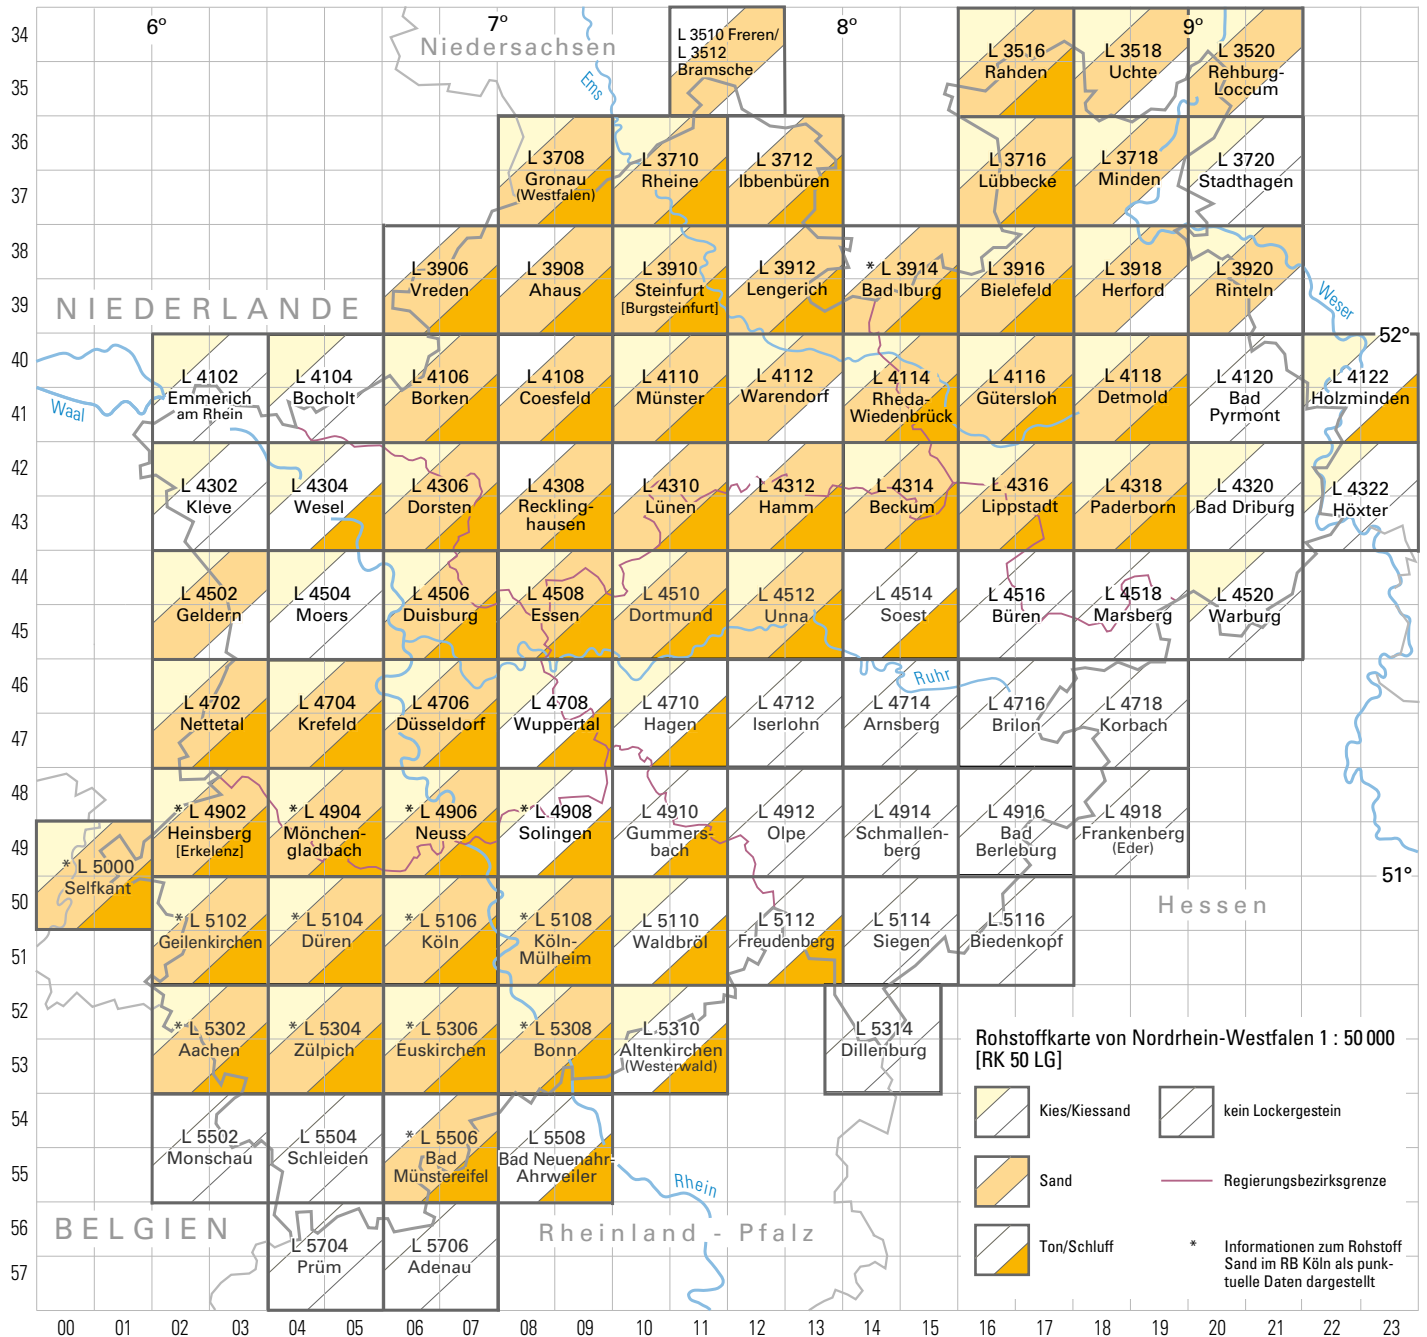 6° 7° 8° 9°
34
35
36
37
38
39
40
41
42
43
44
45
46
47
48
49
50
51
52
53
54
55
56
57
Niedersachsen
Ems
L 3510 Freren/
L 3512
Bramsche
L 3516
Rahden
L 3518
Uchte
L 3520
Rehburg-
Loccum
L 3708
Gronau
(Westfalen)
L 3710
Rheine
L 3712
Ibbenbüren
L 3716
Lübbecke
L 3718
Minden
L 3720
Stadthagen
NIEDERLANDE
L 3906
Vreden
L 3908
Ahaus
L 3910
Steinfurt
[Burgsteinfurt]
L 3912
Lengerich
* L 3914
Bad Iburg
L 3916
Bielefeld
L 3918
Herford
L 3920
Rinteln
Weser
52°
Waal
L 4102
Emmerich
am Rhein
L 4104
Bocholt
L 4106
Borken
L 4108
Coesfeld
L 4110
Münster
L 4112
Warendorf
L 4114
Rheda-
Wiedenbrück
L 4116
Gütersloh
L 4118
Detmold
L 4120
Bad
Pyrmont
L 4122
Holzminden
L 4302
Kleve
L 4304
Wesel
L 4306
Dorsten
L 4308
Reckling-
hausen
L 4310
Lünen
L 4312
Hamm
L 4314
Beckum
L 4316
Lippstadt
L 4318
Paderborn
L 4320
Bad Driburg
L 4322
Höxter
L 4502
Geldern
L 4504
Moers
L 4506
Duisburg
L 4508
Essen
L 4510
Dortmund
L 4512
Unna
L 4514
Soest
L 4516
Büren
L 4518
Marsberg
L 4520
Warburg
L 4702
Nettetal
L 4704
Krefeld
L 4706
Düsseldorf
L 4708
Wuppertal
L 4710
Hagen
L 4712
Iserlohn
L 4714
Arnsberg
Ruhr
L 4716
Brilon
L 4718
Korbach
* L 4902
Heinsberg
[Erkelenz]
* L 4904
Mönchen-
gladbach
* L 4906
Neuss
* L 4908
Solingen
L 4910
Gummers-
bach
L 4912
Olpe
L 4914
Schmallen-
berg
L 4916
Bad
Berleburg
L 4918
Frankenberg
(Eder)
51°
* L 5000
Selfkant
* L 5102
Geilenkirchen
* L 5104
Düren
* L 5106
Köln
* L 5108
Köln-
Mülheim
L 5110
Waldbröl
L 5112
Freudenberg
L 5114
Siegen
L 5116
Biedenkopf
Hessen
* L 5302
Aachen
* L 5304
Zülpich
* L 5306
Euskirchen
* L 5308
Bonn
L 5310
Altenkirchen
(Westerwald)
L 5314
Dillenburg
L 5502
Monschau
L 5504
Schleiden
* L 5506
Bad
Münstereifel
L 5508
Bad Neuenahr-
Ahrweiler
Rhein
BELGIEN
Rheinland - Pfalz
L 5704
Prüm
L 5706
Adenau
Rohstoffkarte von Nordrhein-Westfalen 1 : 50 000
[RK 50 LG]
Kies/Kiessand
kein Lockergestein
Sand
Regierungsbezirksgrenze
Ton/Schluff
* Informationen zum Rohstoff
Sand im RB Köln als punk-
tuelle Daten dargestellt
00 01 02 03 04 05 06 07 08 09 10 11 12 13 14 15 16 17 18 19 20 21 22 23